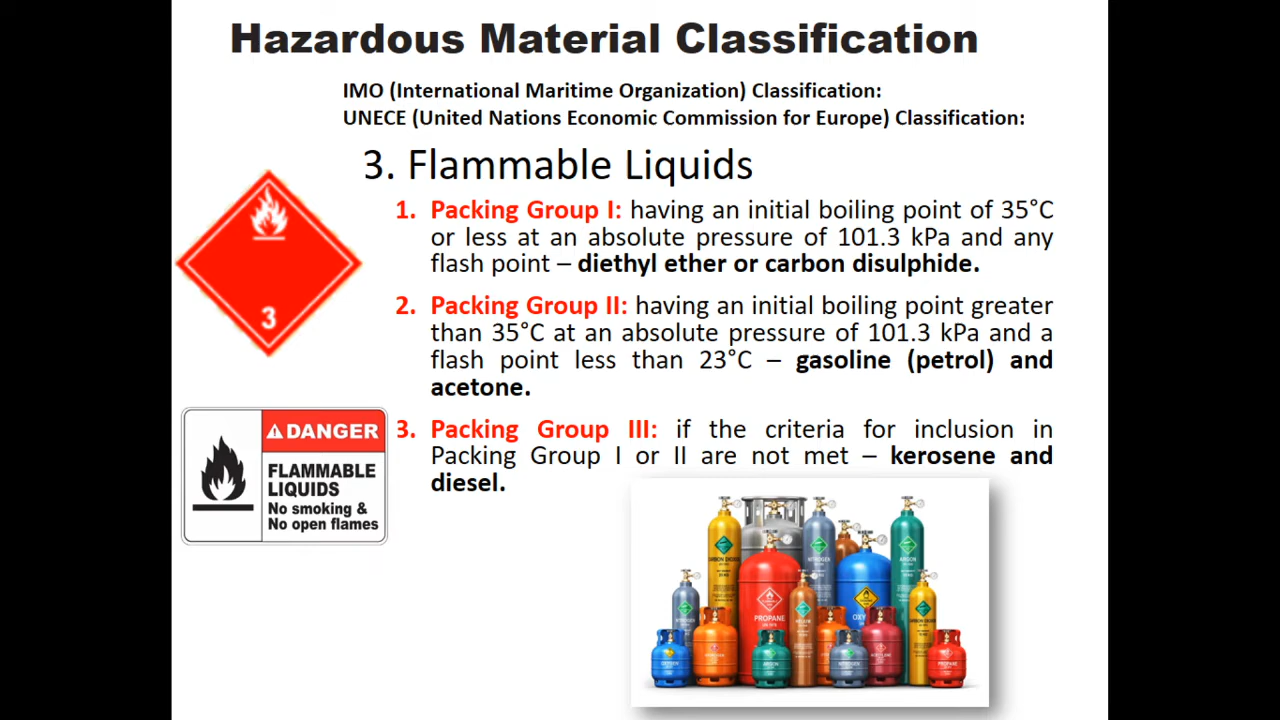 Hazardous Material Classification
IMO (International Maritime Organization) Classification:
UNECE (United Nations Economic Commission for Europe) Classification:
3. Flammable Liquids
1. Packing Group I: having an initial boiling point of 35°C
or less at an absolute pressure of 101.3 kPa and any
flash point – diethyl ether or carbon disulphide.
2. Packing Group II: having an initial boiling point greater
than 35°C at an absolute pressure of 101.3 kPa and a
flash point less than 23°C – gasoline (petrol) and
acetone.
3. Packing Group III: if the criteria for inclusion in
Packing Group I or II are not met – kerosene and
diesel.
3
DANGER
FLAMMABLE
LIQUIDS
No smoking &
No open flames
PROPANE
ARGON
NITROGEN
ARGON
PROPANE